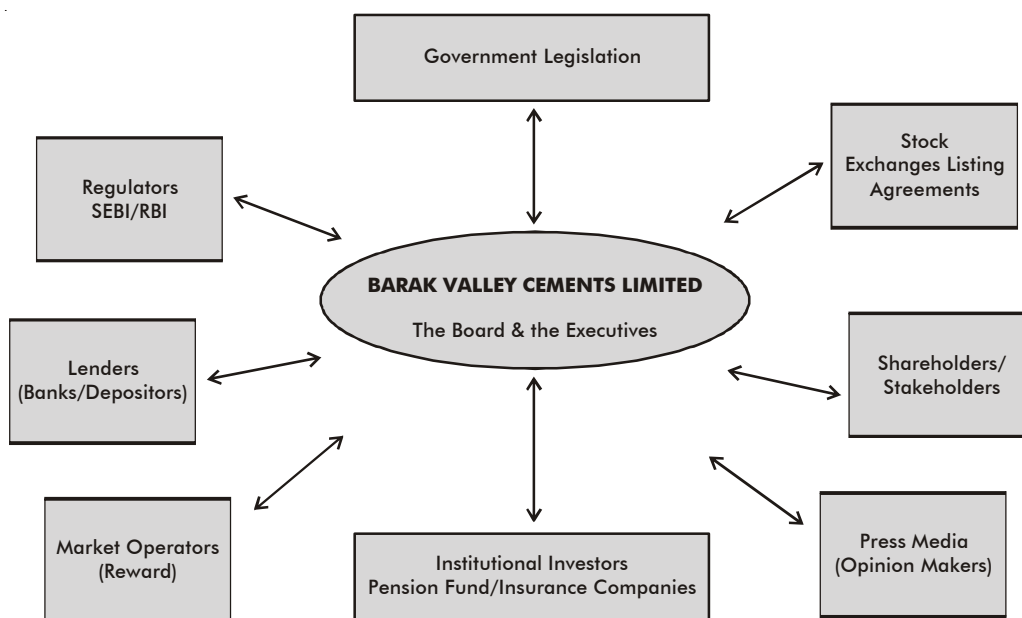 Government Legislation
Stock
Exchanges Listing
Agreements
Regulators
SEBI/RBI
BARAK VALLEY CEMENTS LIMITED
The Board & the Executives
Lenders
(Banks/Depositors)
Shareholders/
Stakeholders
Market Operators
(Reward)
Institutional Investors
Pension Fund/Insurance Companies
Press Media
(Opinion Makers)